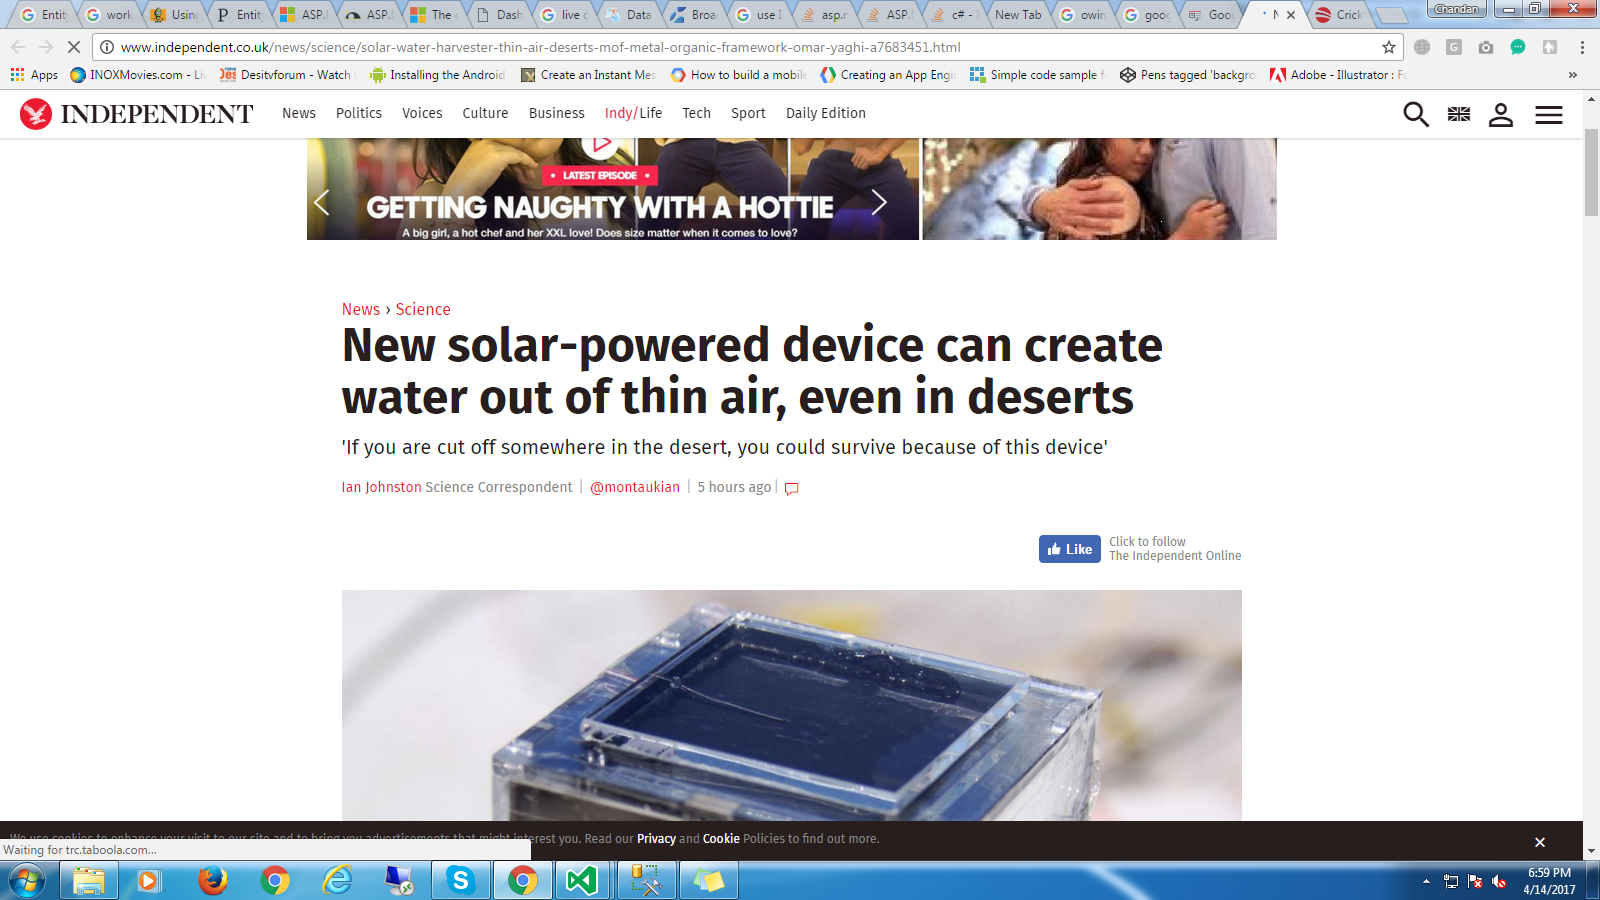 Entit
work
Using
Entit
ASP.
ASP.
The
Dash
live c
Data
Broa
use I
asp.n
ASP.
c# -
New Tab
owin
goog
Goo
N
Crick
Chandan
www.independent.co.uk/news/science/solar-water-harvester-thin-air-deserts-mof-metal-organic-framework-omar-yaghi-a7683451.html
Apps
INOXMovies.com - Li
Desitvforum - Watch
Installing the Android
Create an Instant Mes
How to build a mobile
Creating an App Engi
Simple code sample f
Pens tagged 'backgro
Adobe - Illustrator : Fo
INDEPENDENT
News Politics Voices Culture Business Indy/Life Tech Sport Daily Edition
• LATEST EPISODE •
GETTING NAUGHTY WITH A HOTTIE
A big girl, a hot chef and her XXL love! Does size matter when it comes to love?
News › Science
New solar-powered device can create
water out of thin air, even in deserts
'If you are cut off somewhere in the desert, you could survive because of this device'
Ian Johnston Science Correspondent | @montaukian | 5 hours ago |
Like
Click to follow
The Independent Online
We use cookies to enhance your visit to our site and to bring you advertisements that might interest you. Read our Privacy and Cookie Policies to find out more.
Waiting for trc.taboola.com...
6:59 PM
4/14/2017